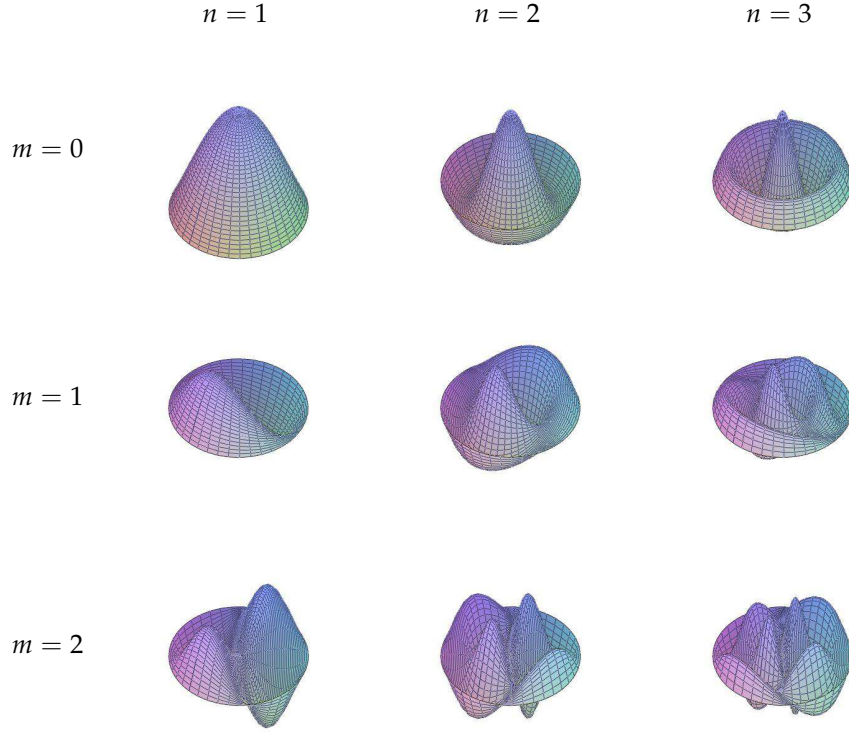 n = 1 n = 2 n = 3
m = 0
m = 1
m = 2